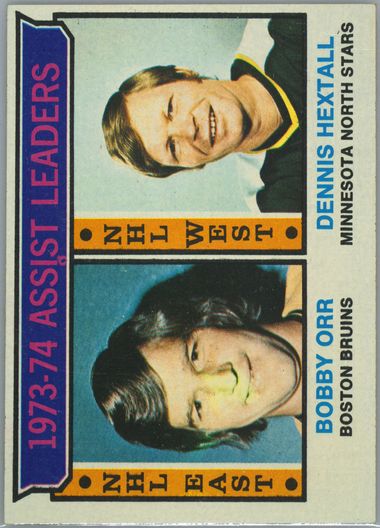 1973-74 ASSIST LEADERS
NHL EAST
NHL WEST
BOBBY ORR
BOSTON BRUINS
DENNIS HEXTALL
MINNESOTA NORTH STARS